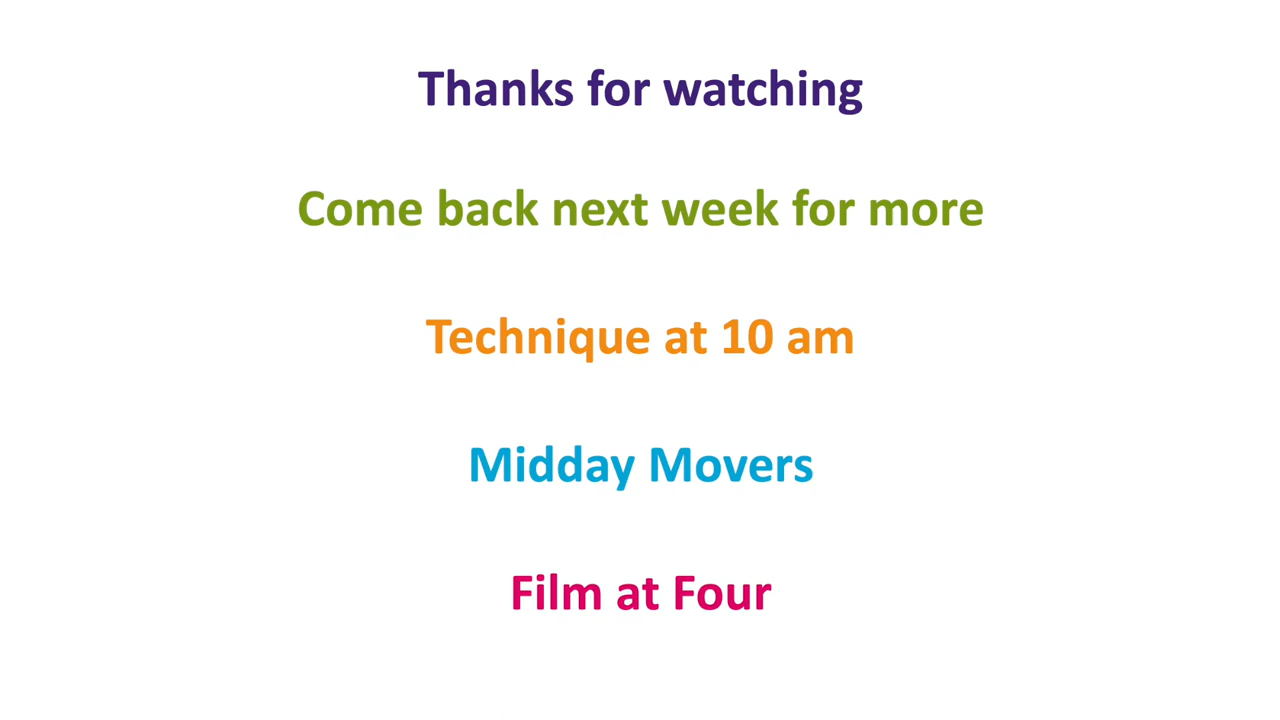 Thanks for watching
Come back next week for more
Technique at 10 am
Midday Movers
Film at Four